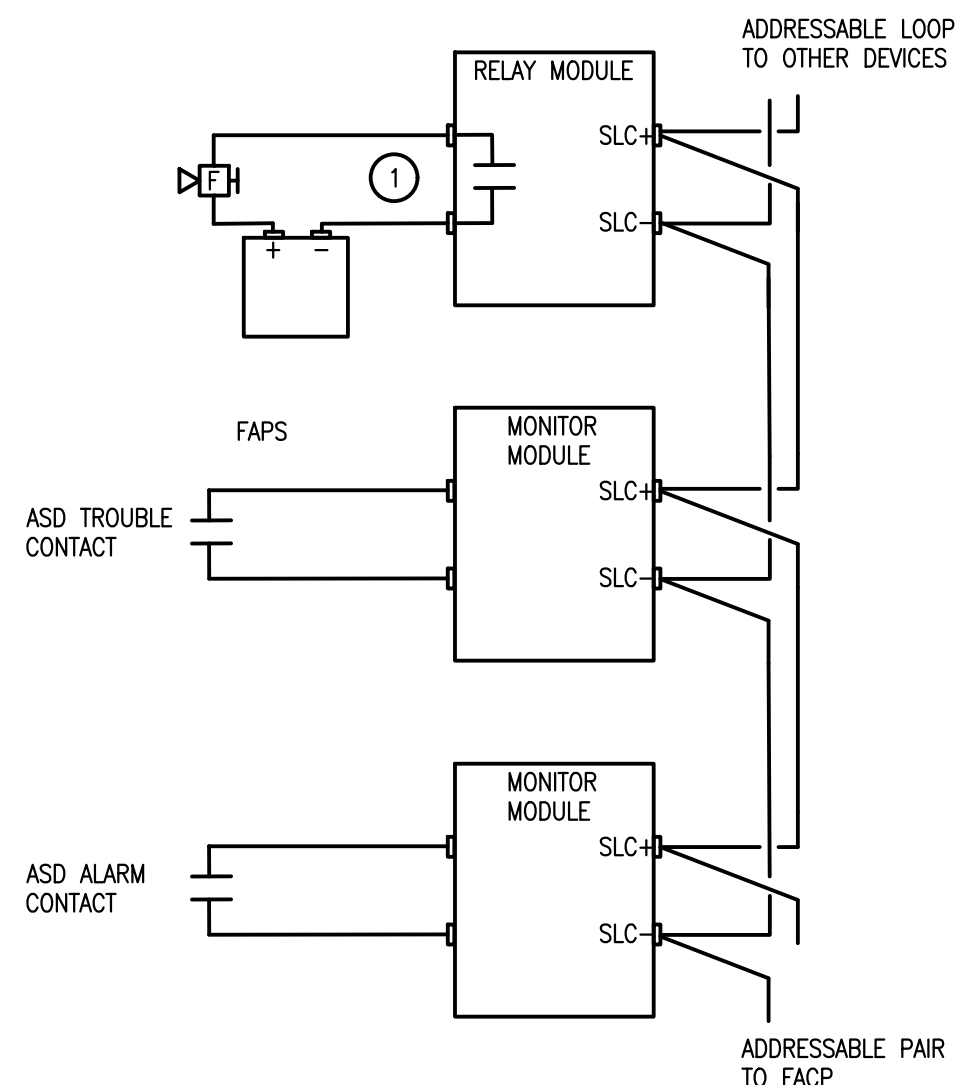 ADDRESSABLE LOOP
TO OTHER DEVICES
RELAY MODULE
SLC+
1
F
SLC-
+ -
FAPS
MONITOR
MODULE
SLC+
ASD TROUBLE
CONTACT
SLC-
MONITOR
MODULE
SLC+
ASD ALARM
CONTACT
SLC-
ADDRESSABLE PAIR
TO FACP